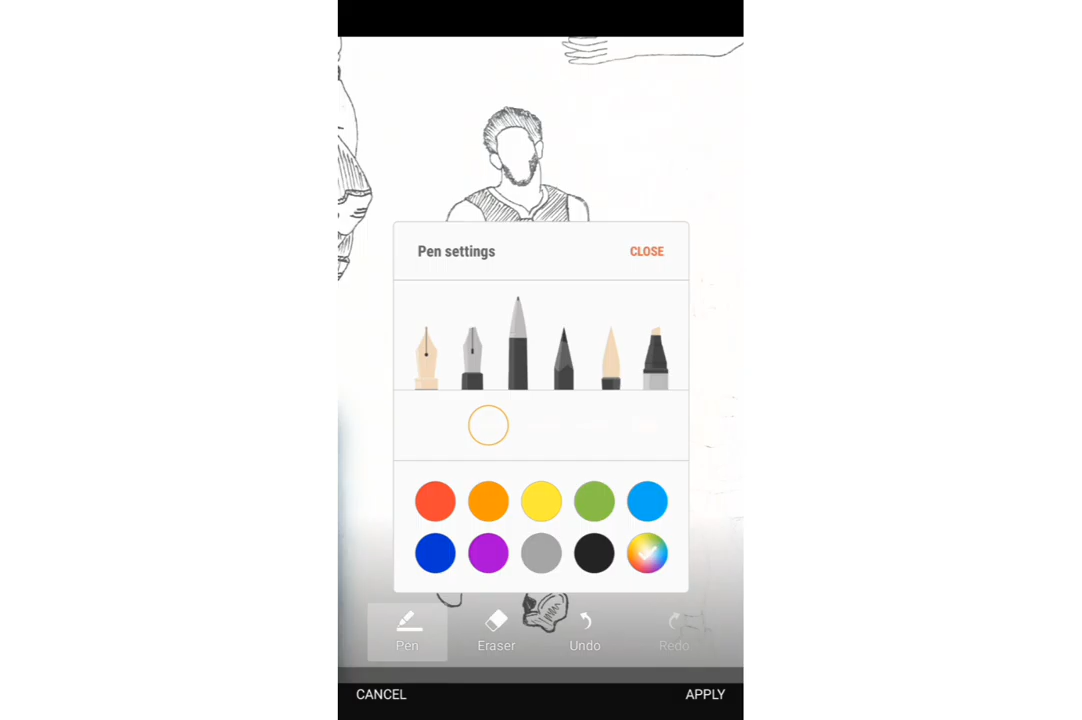 Pen settings
CLOSE
Pen
Eraser
Undo
Redo
CANCEL
APPLY